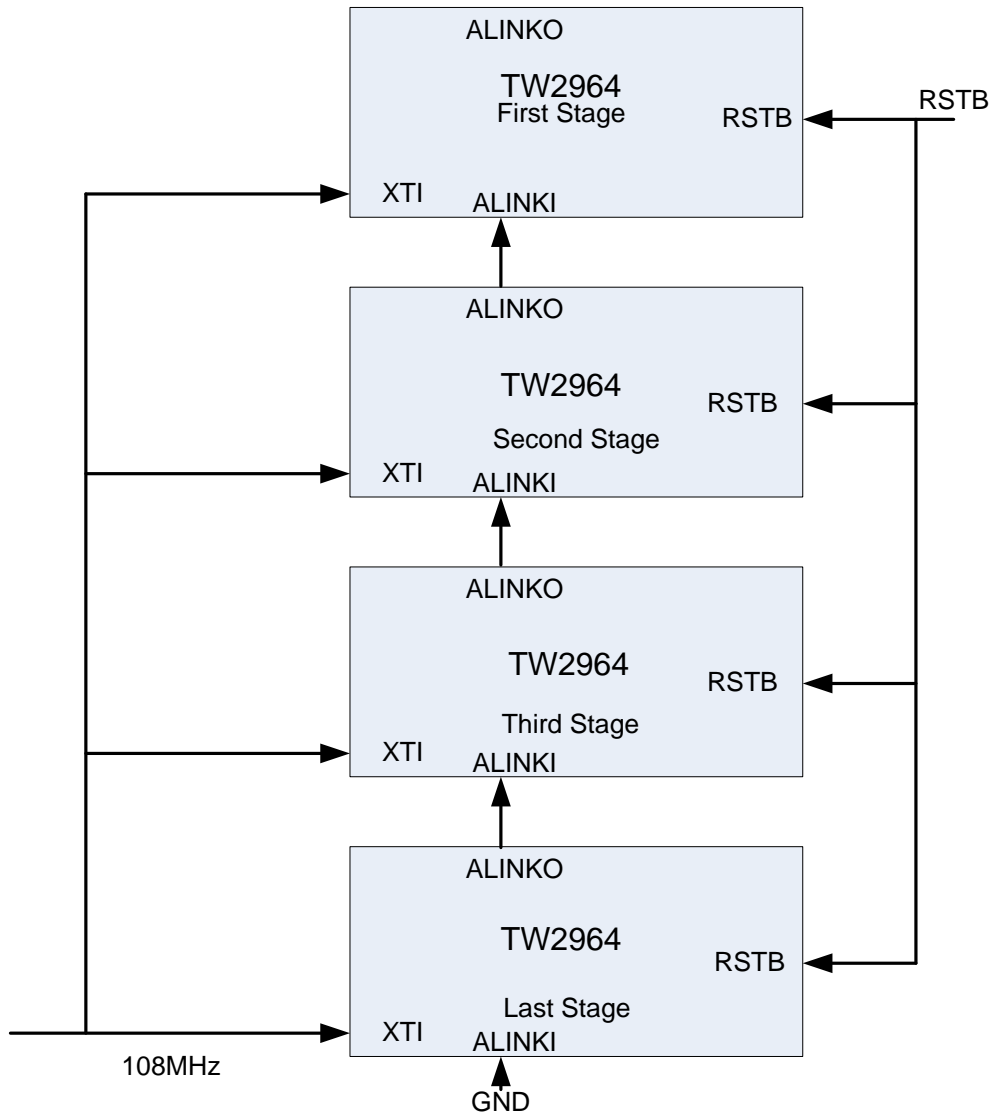 ALINKO
TW2964
First Stage
RSTB
RSTB
XTI
ALINKI
ALINKO
TW2964
RSTB
Second Stage
XTI
ALINKI
ALINKO
TW2964
RSTB
Third Stage
XTI
ALINKI
ALINKO
TW2964
RSTB
Last Stage
XTI
ALINKI
108MHz
GND